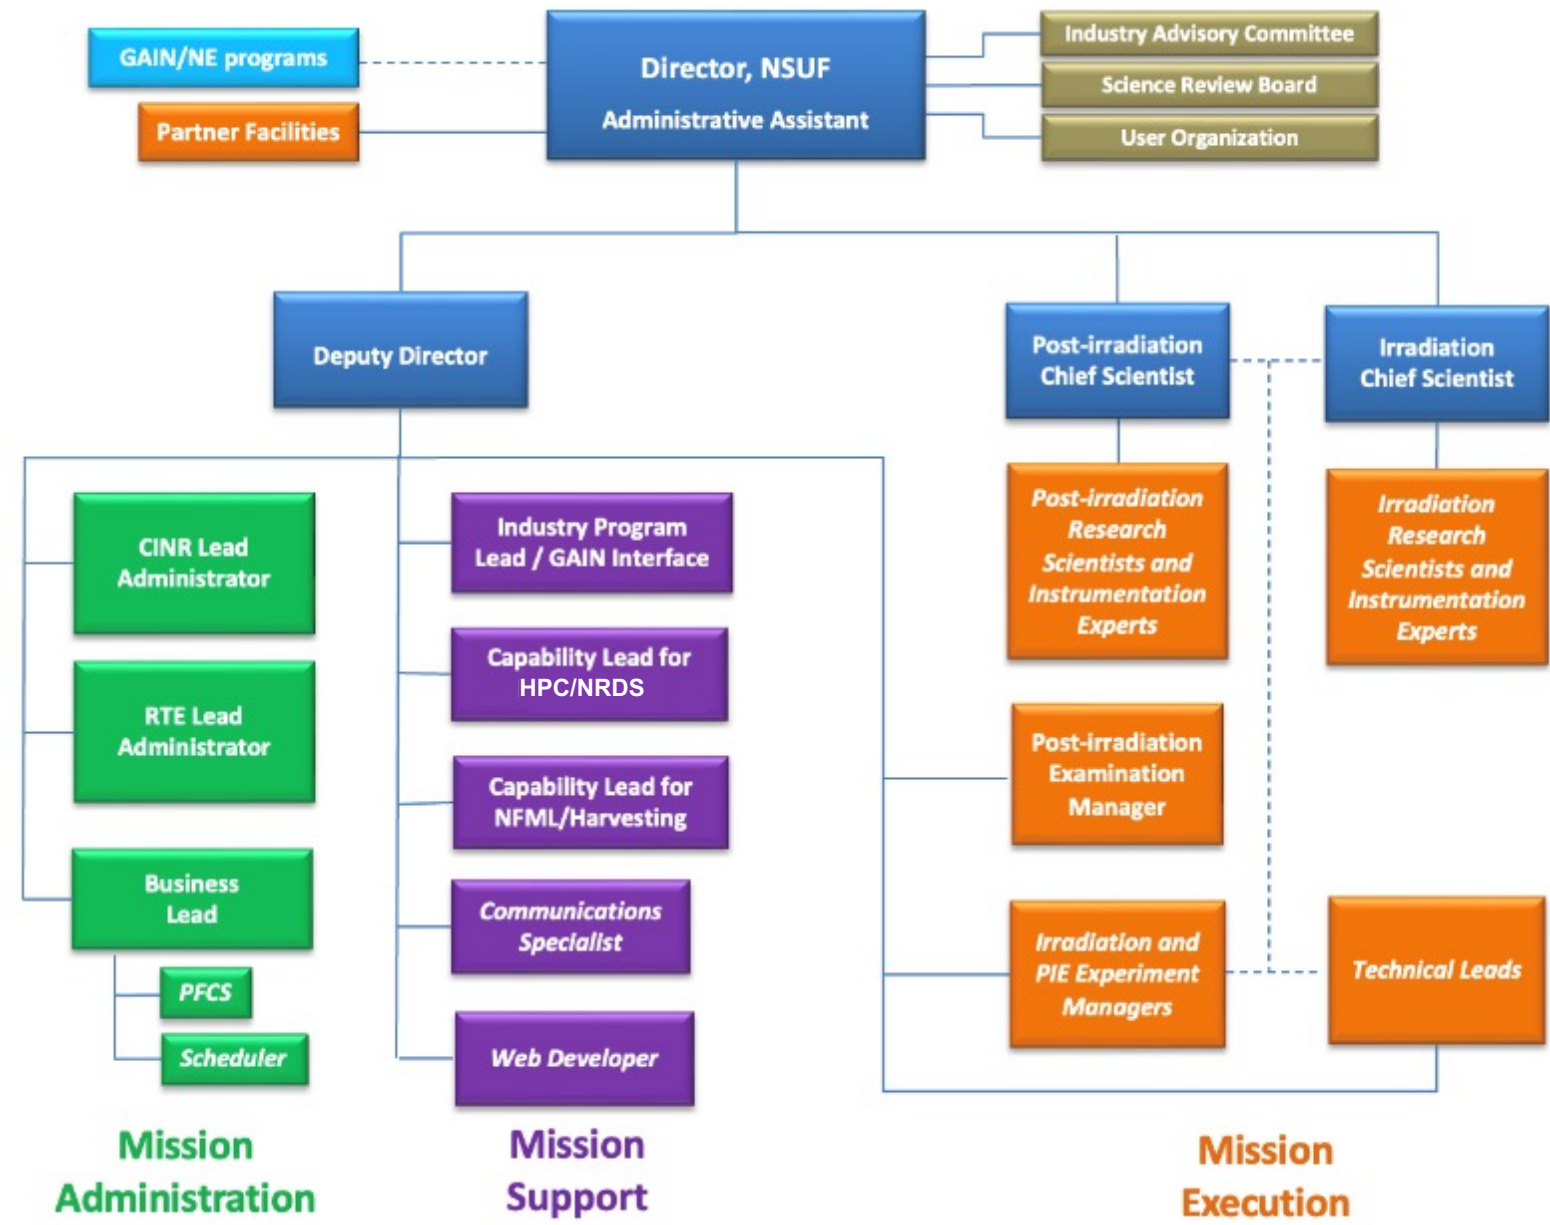 GAIN/NE programs
Partner Facilities
Director, NSUF
Administrative Assistant
Industry Advisory Committee
Science Review Board
User Organization
Deputy Director
Post-irradiation
Chief Scientist
Irradiation
Chief Scientist
CINR Lead
Administrator
RTE Lead
Administrator
Business
Lead
PFCS
Scheduler
Mission
Administration
Industry Program
Lead / GAIN Interface
Capability Lead for
HPC/NRDS
Capability Lead for
NFML/Harvesting
Communications
Specialist
Web Developer
Mission
Support
Post-irradiation
Research
Scientists and
Instrumentation
Experts
Irradiation
Research
Scientists and
Instrumentation
Experts
Post-irradiation
Examination
Manager
Irradiation and
PIE Experiment
Managers
Technical Leads
Mission
Execution